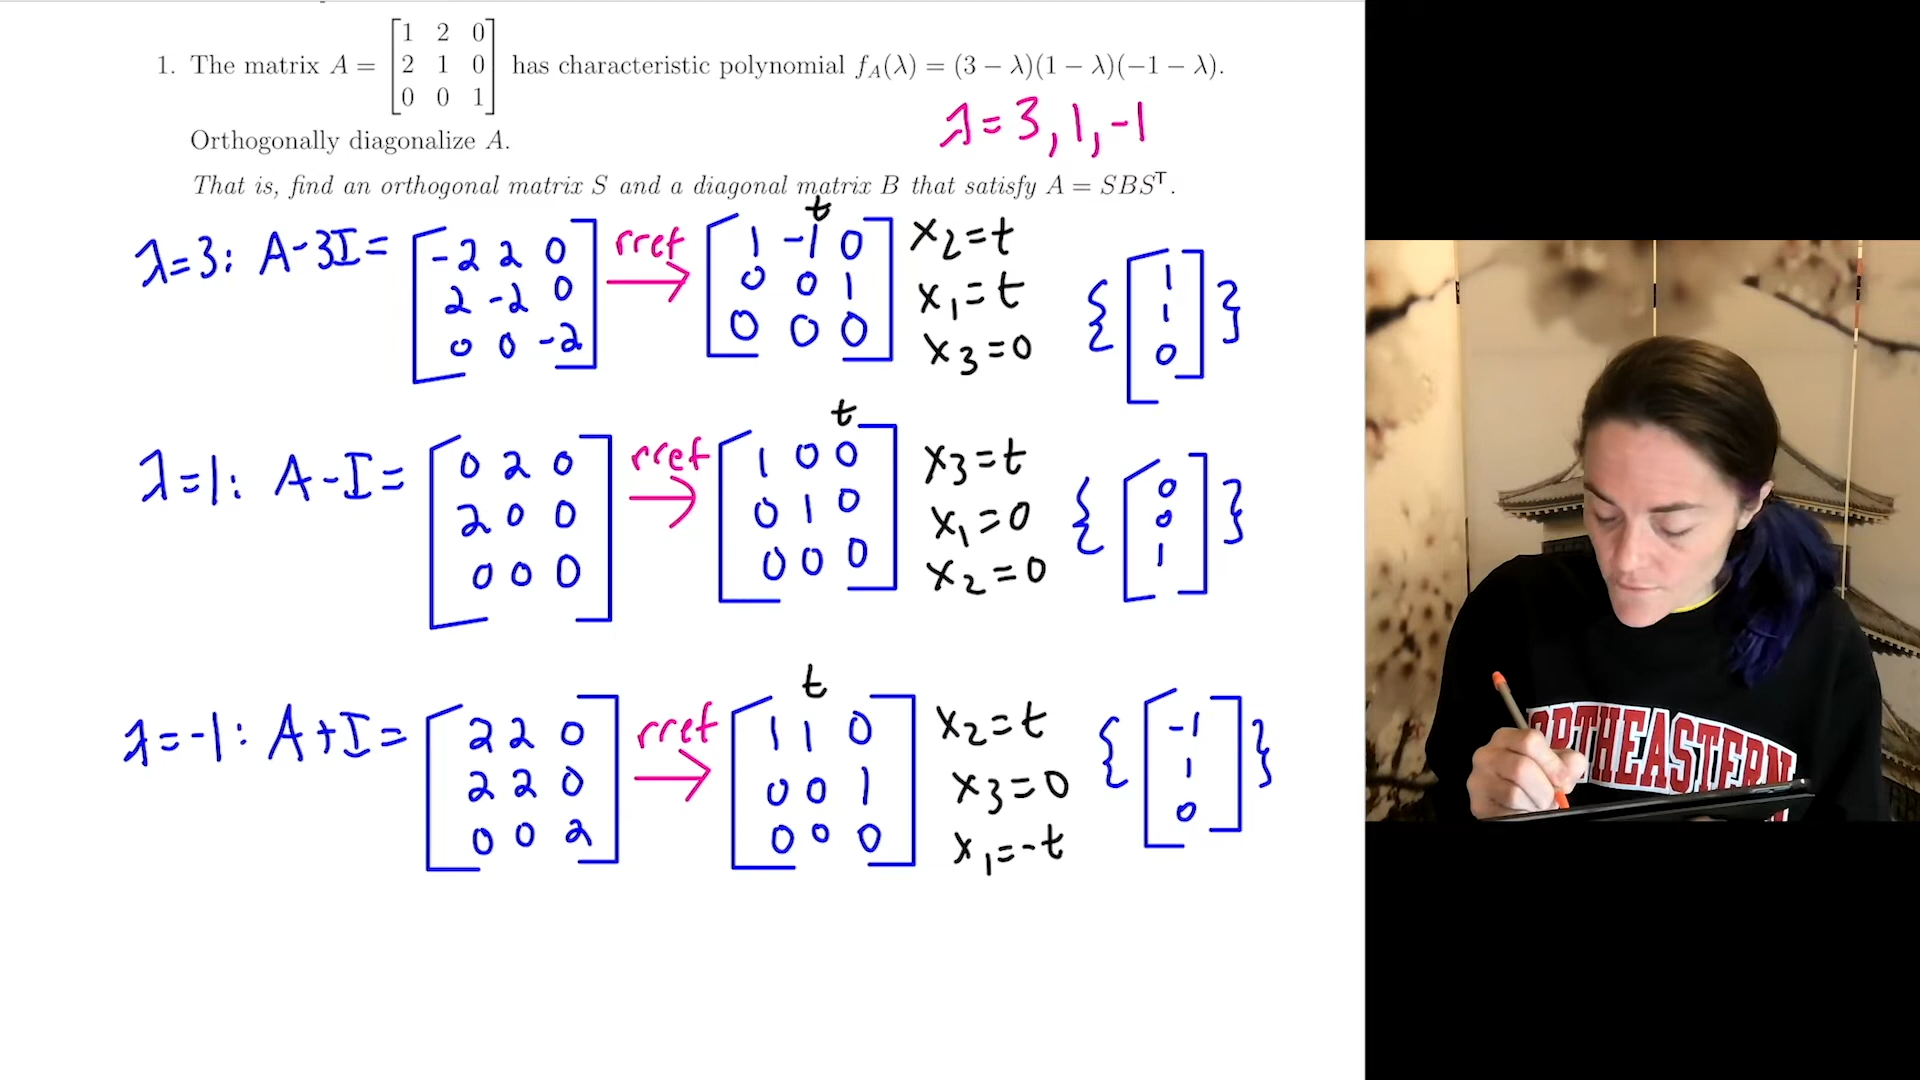 1. The matrix A = [1 2 0; 2 1 0; 0 0 1] has characteristic polynomial f_A(λ) = (3 − λ)(1 − λ)(−1 − λ).
λ=3, 1, -1
Orthogonally diagonalize A.
That is, find an orthogonal matrix S and a diagonal matrix B that satisfy A = SBS^T.
λ=3: A-3I= [-2 2 0; 2 -2 0; 0 0 -2] rref → t [1 -1 0; 0 0 1; 0 0 0] x₂=t x₁=t x₃=0 {[1; 1; 0]}
λ=1: A-I= [0 2 0; 2 0 0; 0 0 0] rref → t [1 0 0; 0 1 0; 0 0 0] x₃=t x₁=0 x₂=0 {[0; 0; 1]}
λ=-1: A+I= [2 2 0; 2 2 0; 0 0 2] rref → t [1 1 0; 0 0 1; 0 0 0] x₂=t x₃=0 x₁=-t {[-1; 1; 0]}
NORTHEASTERN